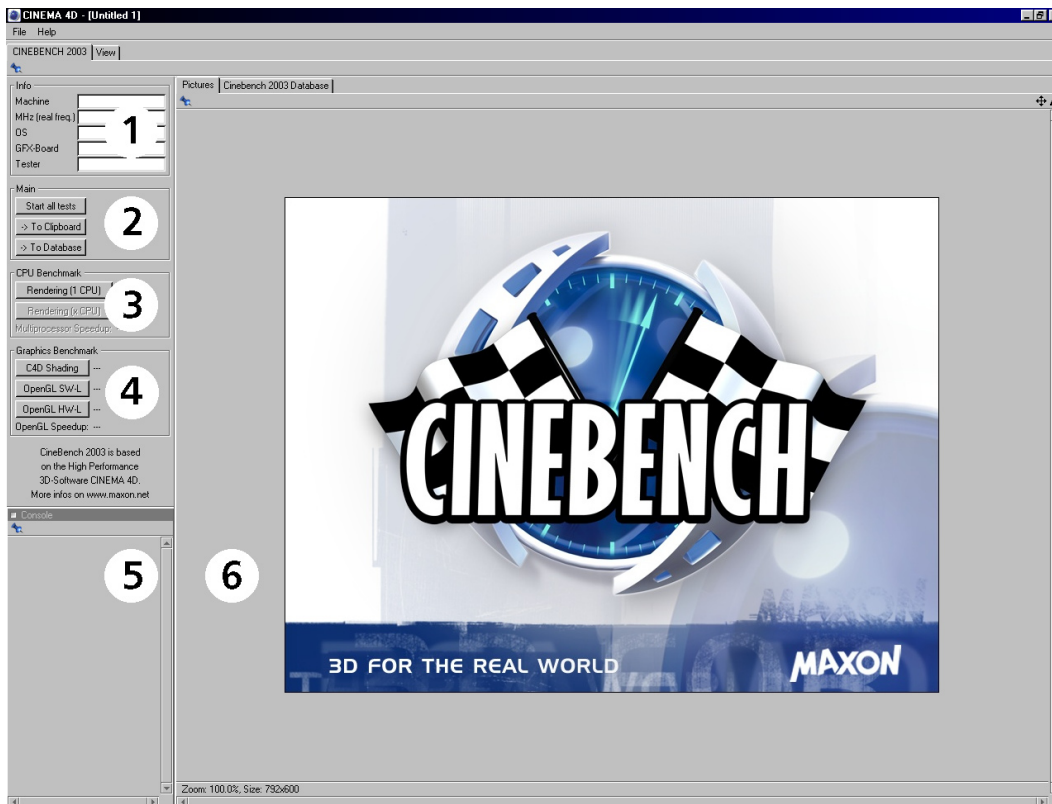 CINEMA 4D - [Untitled 1]
File Help
CINEBENCH 2003 View
Info
Machine
MHz (real freq.)
OS
GFX-Board
Tester
1
Main
Start all tests
-> To Clipboard
-> To Database
2
CPU Benchmark
Rendering (1 CPU)
Rendering (x CPU)
Multiprocessor Speedup:
3
Graphics Benchmark
C4D Shading ---
OpenGL SW-L ---
OpenGL HW-L ---
OpenGL Speedup: ---
4
CineBench 2003 is based
on the High Performance
3D-Software CINEMA 4D.
More infos on www.maxon.net
Console
5
Pictures Cinebench 2003 Database
6
CINEBENCH
MAXON
3D FOR THE REAL WORLD
MAXON
Zoom: 100.0%, Size: 792x600